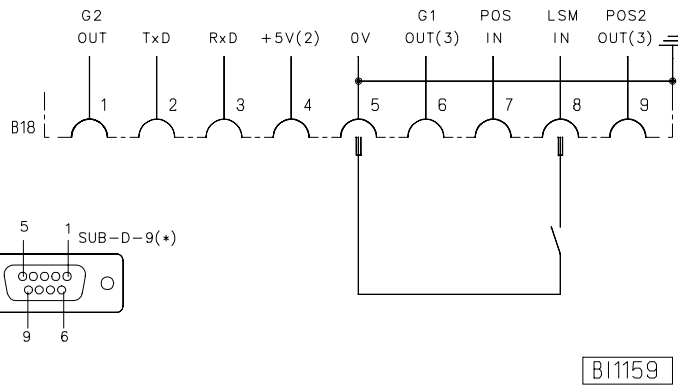 G2 G1 POS LSM POS2
OUT TxD RxD +5V(2) 0V OUT(3) IN IN OUT(3)
1 2 3 4 5 6 7 8 9
B18
5 1 SUB-D-9(*)
9 6
BI1159